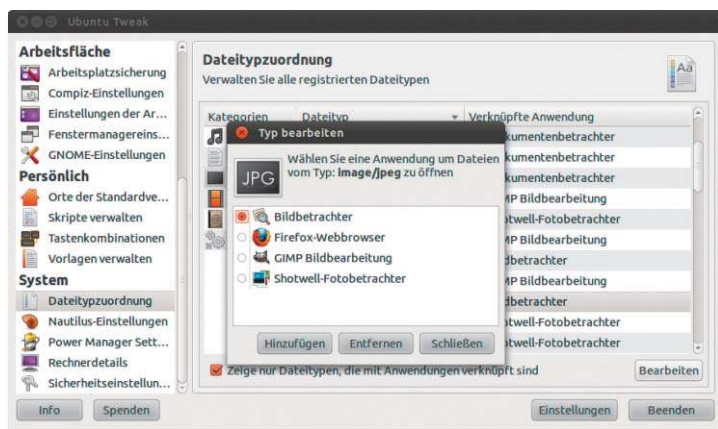 Ubuntu Tweak
Arbeitsfläche
Arbeitsplatzsicherung
Compiz-Einstellungen
Einstellungen der Ar...
Fenstermanagereins...
GNOME-Einstellungen
Persönlich
Orte der Standardve...
Skripte verwalten
Tastenkombinationen
Vorlagen verwalten
System
Dateitypzuordnung
Nautilus-Einstellungen
Power Manager Sett...
Rechnerdetails
Sicherheitseinstellun...
Dateitypzuordnung
Verwalten Sie alle registrierten Dateitypen
Aa
Kategorien Dateityp Verknüpfte Anwendung
kumentenbetrachter
kumentenbetrachter
kumentenbetrachter
MP Bildbearbeitung
otwell-Fotobetrachter
MP Bildbearbeitung
dbetrachter
MP Bildbearbeitung
dbetrachter
otwell-Fotobetrachter
otwell-Fotobetrachter
Typ bearbeiten
JPG
Wählen Sie eine Anwendung um Dateien
vom Typ: image/jpeg zu öffnen
Bildbetrachter
Firefox-Webbrowser
GIMP Bildbearbeitung
Shotwell-Fotobetrachter
Hinzufügen Entfernen Schließen
Zeige nur Dateitypen, die mit Anwendungen verknüpft sind
Bearbeiten
Info Spenden Einstellungen Beenden